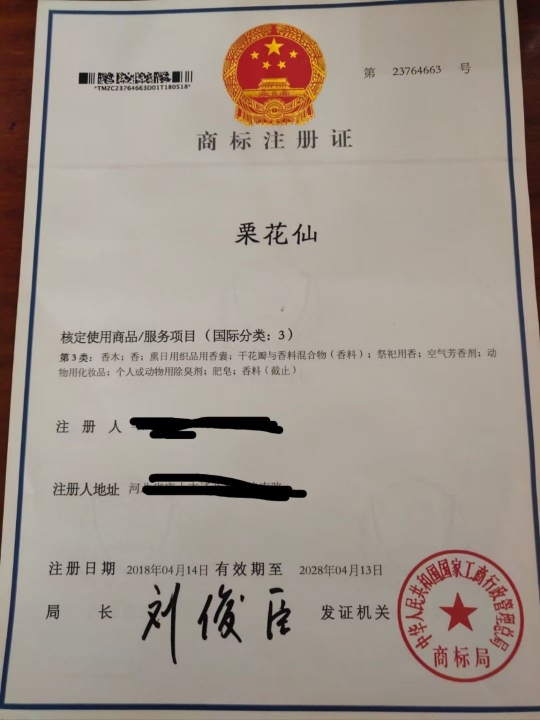 *TMZC23764663D01T180518*
第 23764663 号
商标注册证
栗花仙
核定使用商品/服务项目（国际分类：3）
第3类：香木；香；熏日用织品用香囊；干花瓣与香料混合物（香料）；祭祀用香；空气芳香剂；动
物用化妆品；个人或动物用除臭剂；肥皂；香料（截止）
注册人
注册人地址 河
注册日期 2018年04月14日 有效期至 2028年04月13日
局长 刘俊臣 发证机关
中华人民共和国国家工商行政管理总局
商标局